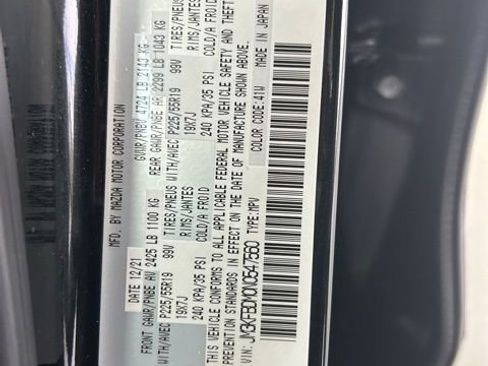 MFD. BY MAZDA MOTOR CORPORATION
DATE 12/21 GVWR/PNBV 4724 LB 2143 KG
FRONT GAWR/PNBE AV 2425 LB 1100 KG REAR GAWR/PNBE AR 2299 LB 1043 KG
WITH/AVEC P225/55R19 99V TIRES/PNEUS WITH/AVEC P225/55R19 99V TIRES/PNEUS
19X7J RIMS/JANTES 19X7J RIMS/JANTES
240 KPA/35 PSI COLD/A FROID 240 KPA/35 PSI COLD/A FROID
THIS VEHICLE CONFORMS TO ALL APPLICABLE FEDERAL MOTOR VEHICLE SAFETY AND THEFT
PREVENTION STANDARDS IN EFFECT ON THE DATE OF MANUFACTURE SHOWN ABOVE.
VIN: JM3KFBDM0N0547560 TYPE:MPV COLOR CODE:41W MADE IN JAPAN